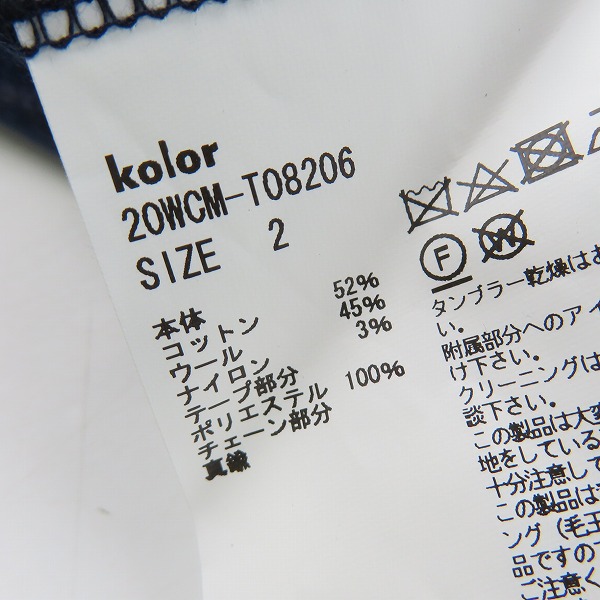 kolor
20WCM-T08206
SIZE 2
本体
コットン 52%
ウール 45%
ナイロン 3%
テープ部分
ポリエステル 100%
チェーン部分
真鍮
F
W
タンブラー乾燥はお
い。
附属部分へのアイ
け下さい。
クリーニングは
談下さい。
この製品は大変
地をしている
十分注意して
この製品は
ング（毛玉
品ですの
ご注意く